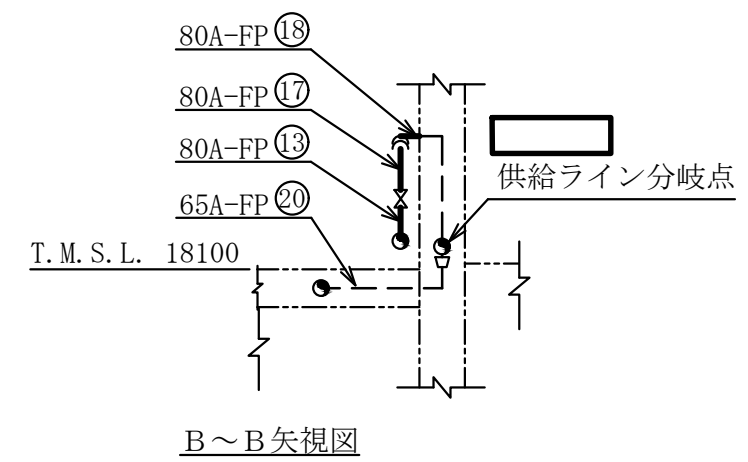 80A-FP⑱
80A-FP⑰
80A-FP⑬
供給ライン分岐点
65A-FP⑳
T.M.S.L. 18100
B～B矢視図